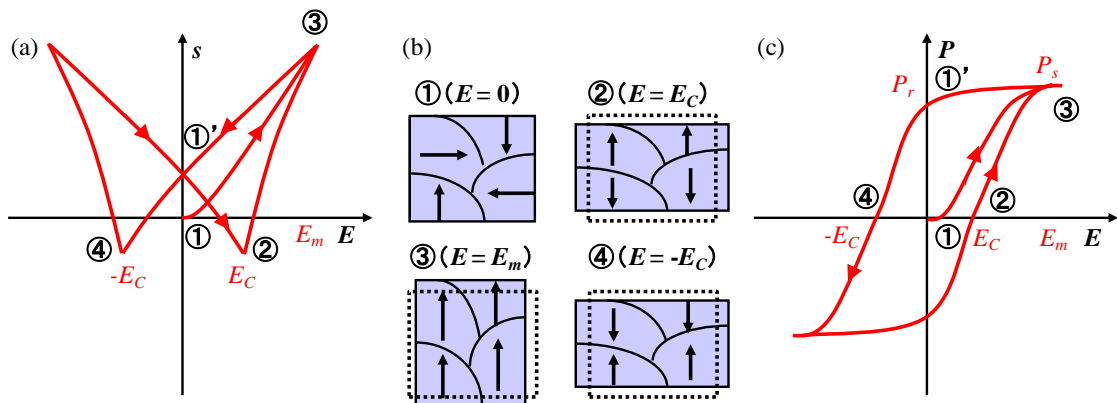 (a)
s
③
①’
①
④
②
-E_C
E_C
E_m
E
(b)
① (E = 0)
② (E = E_C)
③ (E = E_m)
④ (E = -E_C)
(c)
P
①’
P_r
P_s
③
④
②
-E_C
①
E_C
E_m
E